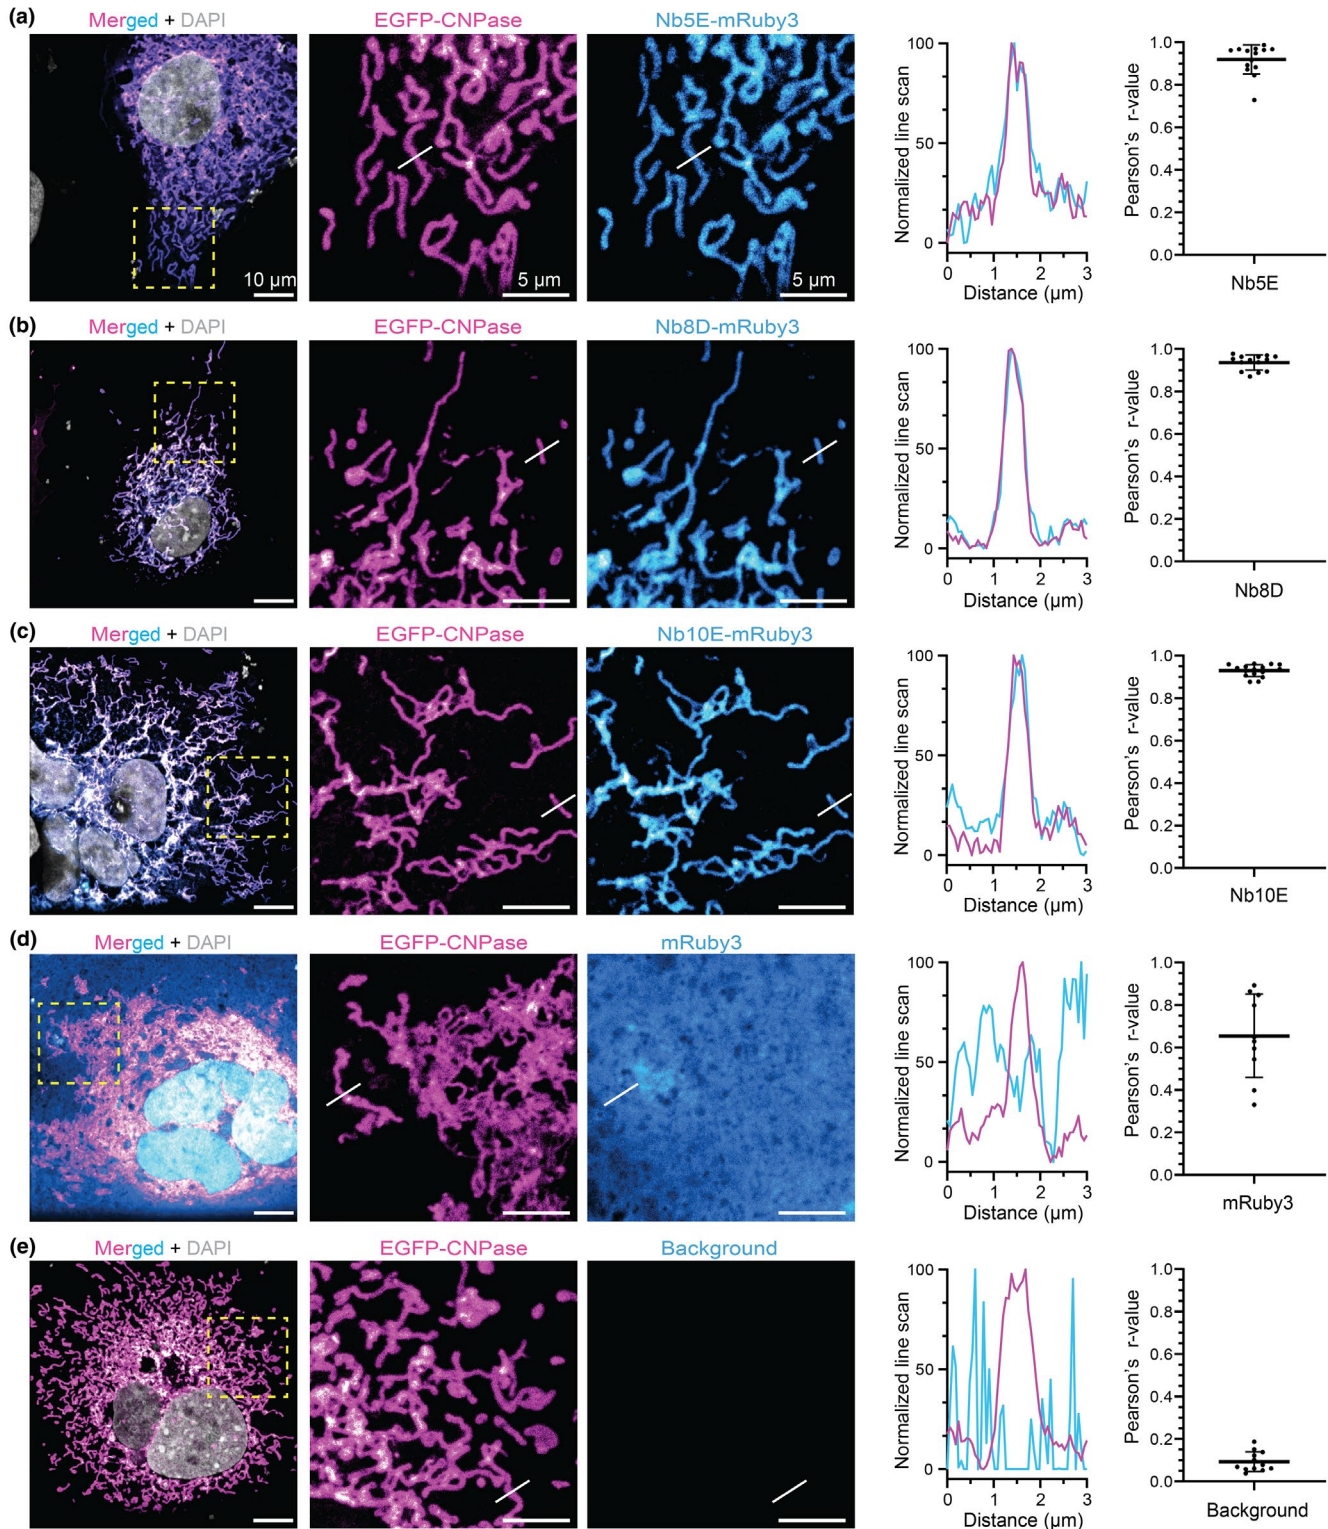 (a)
Merged + DAPI
EGFP-CNPase
Nb5E-mRuby3
10 µm
5 µm
5 µm
Normalized line scan
100
50
0
0 1 2 3
Distance (µm)
Pearson's r-value
1.0
0.8
0.6
0.4
0.2
0.0
Nb5E
(b)
Merged + DAPI
EGFP-CNPase
Nb8D-mRuby3
Normalized line scan
100
50
0
0 1 2 3
Distance (µm)
Pearson's r-value
1.0
0.8
0.6
0.4
0.2
0.0
Nb8D
(c)
Merged + DAPI
EGFP-CNPase
Nb10E-mRuby3
Normalized line scan
100
50
0
0 1 2 3
Distance (µm)
Pearson's r-value
1.0
0.8
0.6
0.4
0.2
0.0
Nb10E
(d)
Merged + DAPI
EGFP-CNPase
mRuby3
Normalized line scan
100
50
0
0 1 2 3
Distance (µm)
Pearson's r-value
1.0
0.8
0.6
0.4
0.2
0.0
mRuby3
(e)
Merged + DAPI
EGFP-CNPase
Background
Normalized line scan
100
50
0
0 1 2 3
Distance (µm)
Pearson's r-value
1.0
0.8
0.6
0.4
0.2
0.0
Background